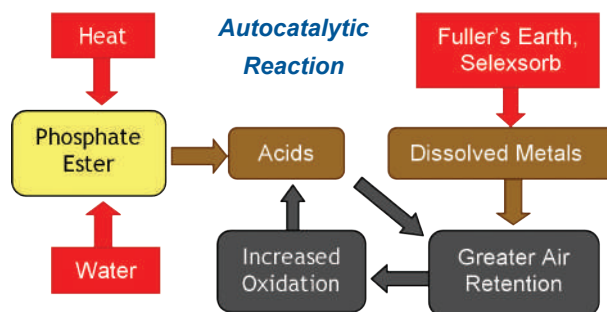 Heat
Autocatalytic
Reaction
Fuller's Earth,
Selexsorb
Phosphate
Ester
Acids
Dissolved Metals
Water
Increased
Oxidation
Greater Air
Retention